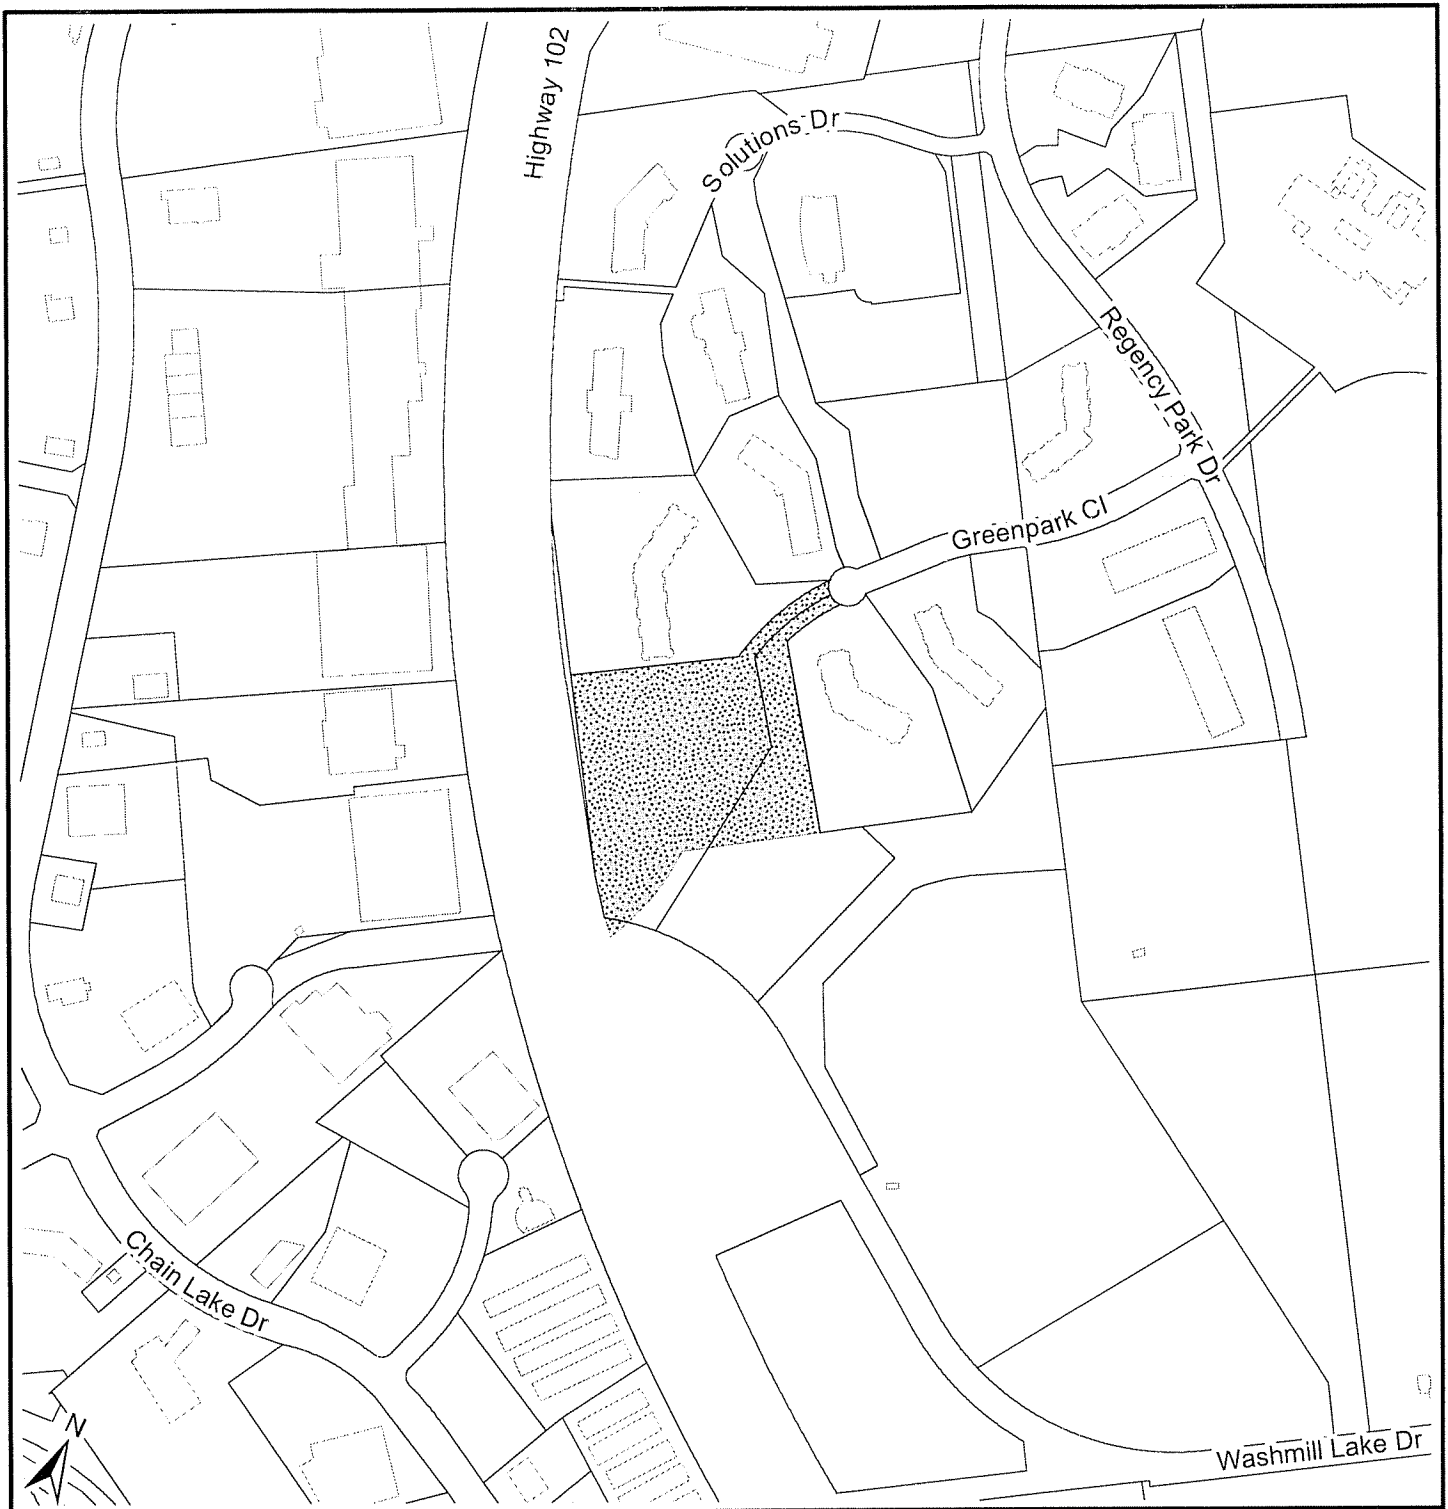 Highway 102
Solutions Dr
Regency Park Dr
Greenpark Cl
Chain Lake Dr
N
Washmill Lake Dr